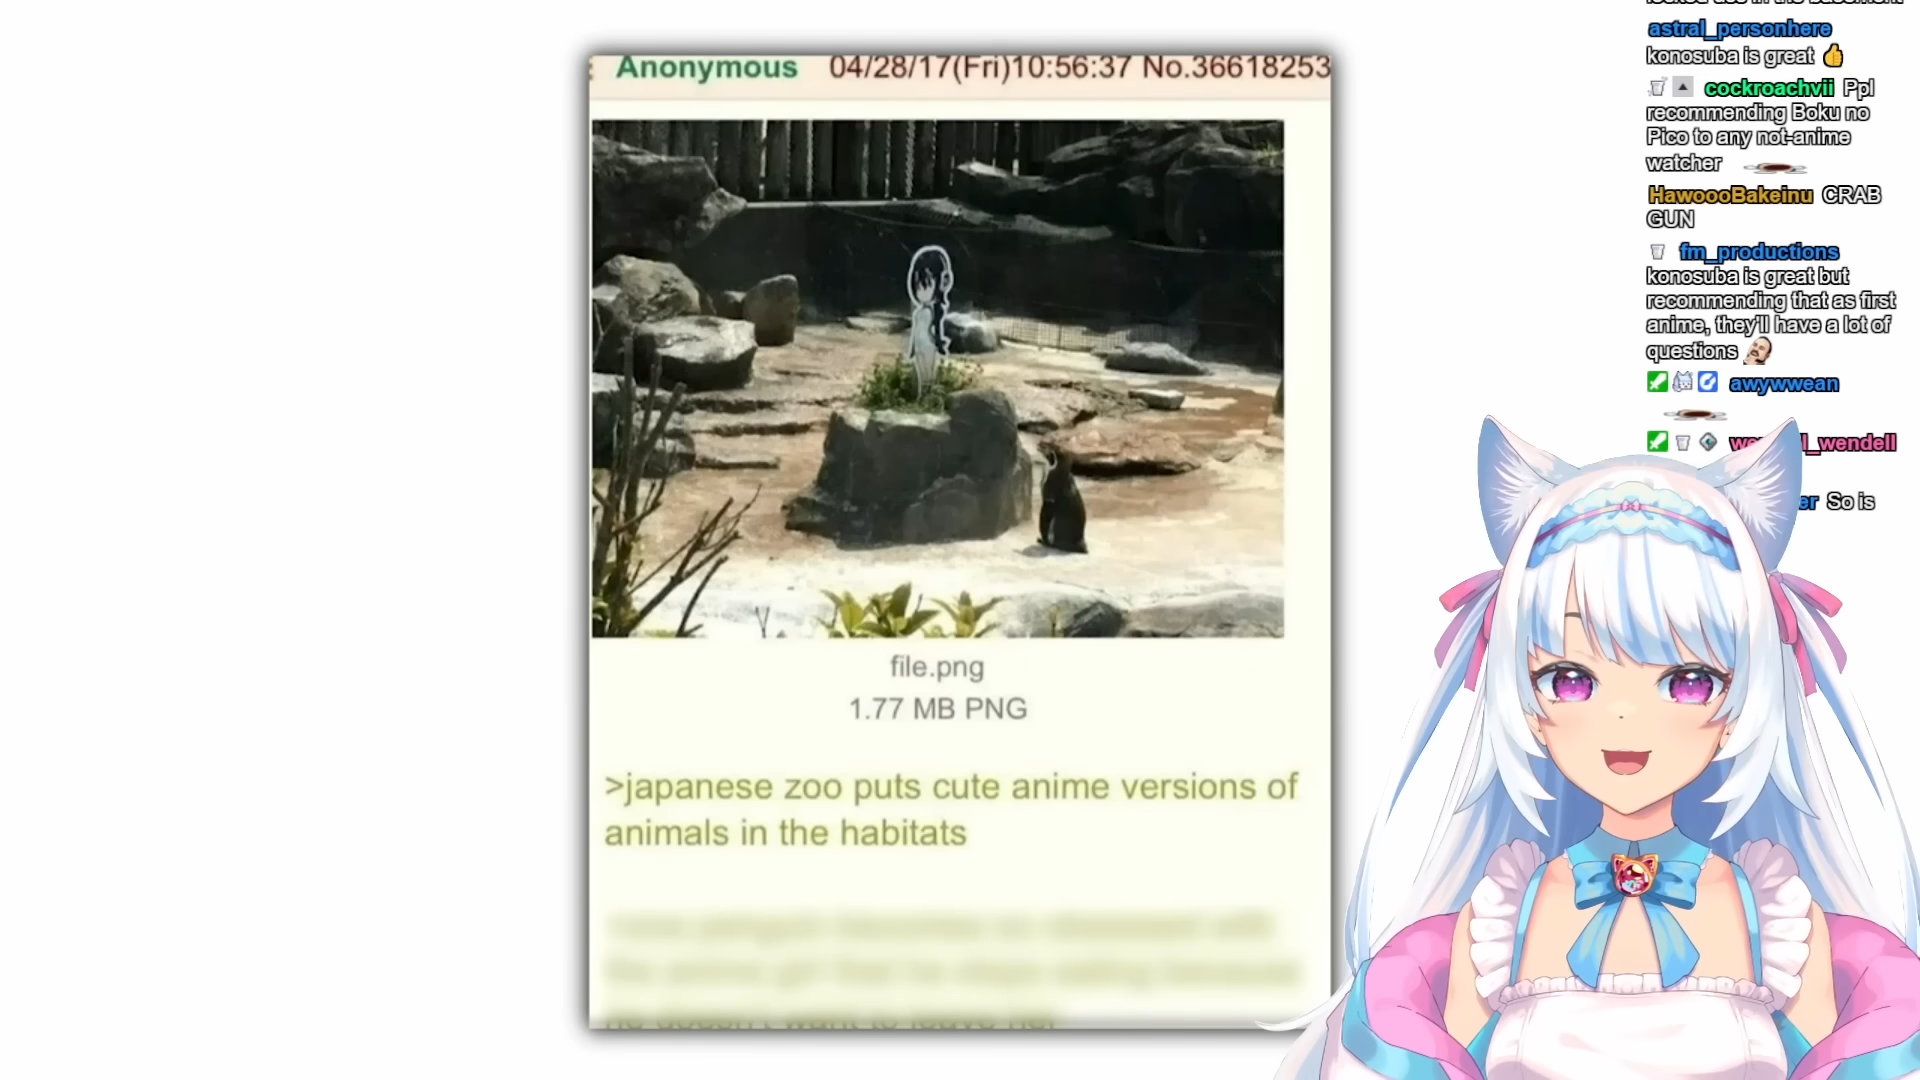 Anonymous 04/28/17(Fri)10:56:37 No.36618253
file.png
1.77 MB PNG
>japanese zoo puts cute anime versions of
animals in the habitats
astral_personhere
konosuba is great 👍
cockroachvii Ppl
recommending Boku no
Pico to any not-anime
watcher
HawoooBakeinu CRAB
GUN
fm_productions
konosuba is great but
recommending that as first
anime, they'll have a lot of
questions
awywwean
So is